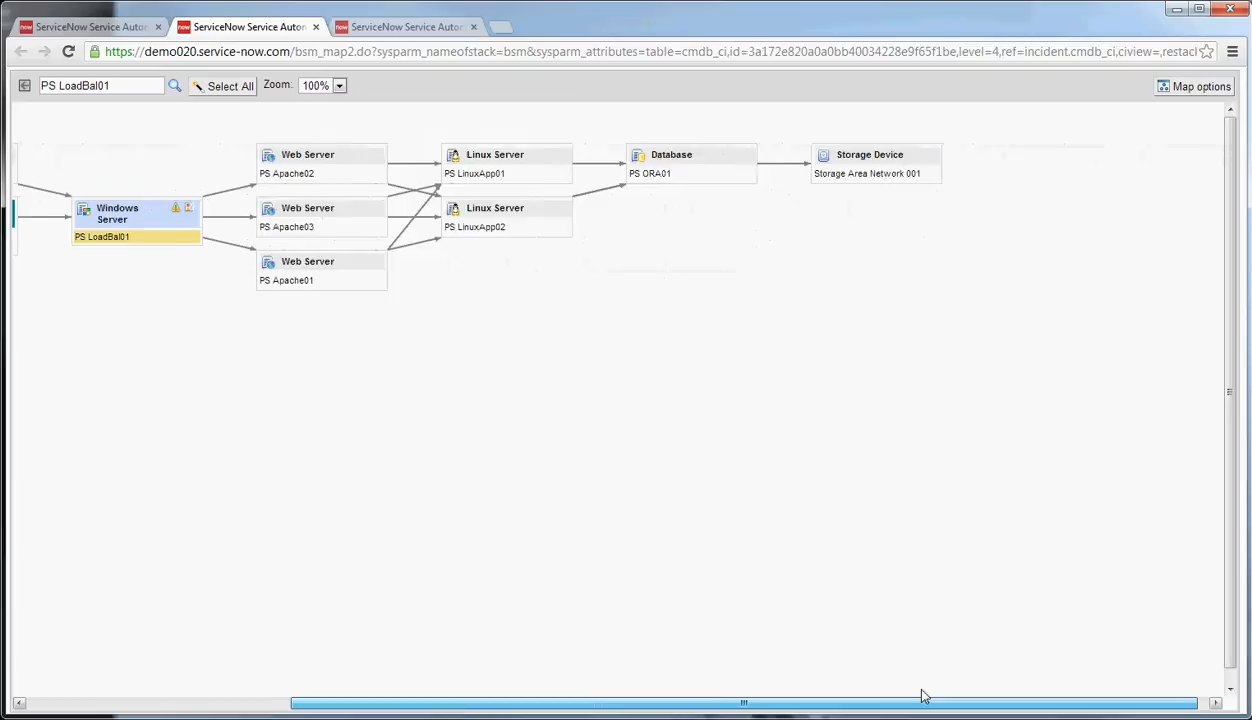 ServiceNow Service Autor
ServiceNow Service Autor
ServiceNow Service Autor
https://demo020.service-now.com/bsm_map2.do?sysparm_nameofstack=bsm&sysparm_attributes=table=cmdb_ci,id=3a172e820a0a0bb40034228e9f65f1be,level=4,ref=incident.cmdb_ci,ciview=,restacl
PS LoadBal01
Select All
Zoom:
100%
Map options
Web Server
PS Apache02
Linux Server
PS LinuxApp01
Database
PS ORA01
Storage Device
Storage Area Network 001
Windows
Server
PS LoadBal01
Web Server
PS Apache03
Linux Server
PS LinuxApp02
Web Server
PS Apache01